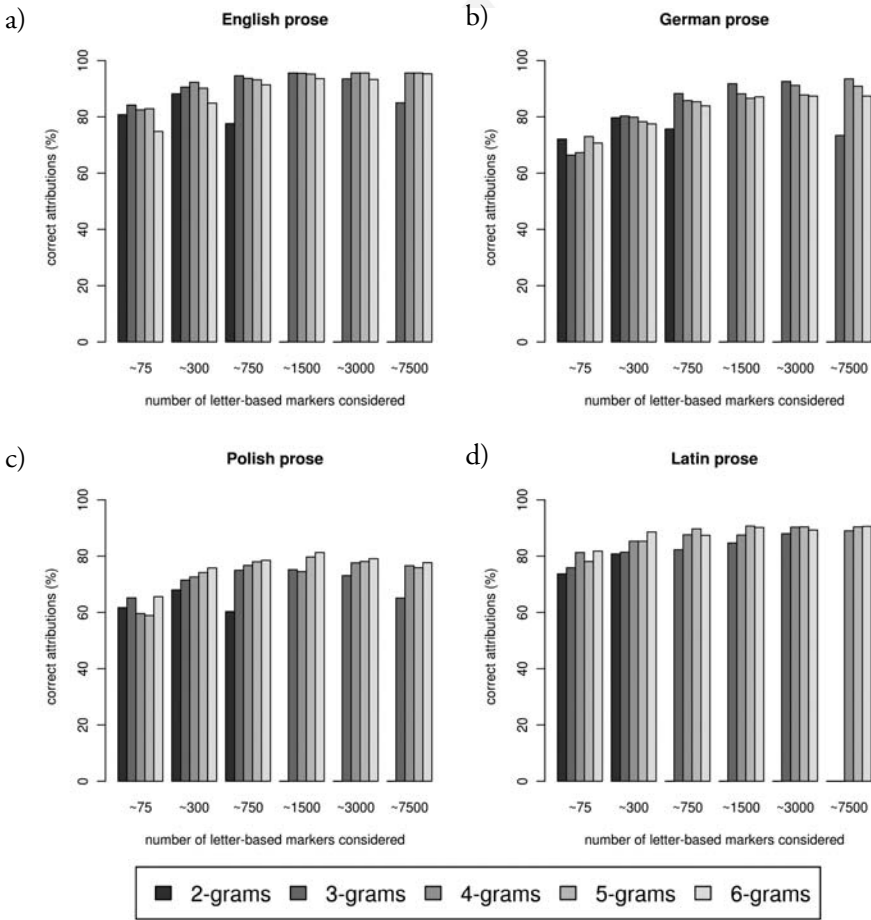 a)
English prose
correct attributions (%)
0 20 40 60 80 100
~75 ~300 ~750 ~1500 ~3000 ~7500
number of letter-based markers considered
b)
German prose
correct attributions (%)
0 20 40 60 80 100
~75 ~300 ~750 ~1500 ~3000 ~7500
number of letter-based markers considered
c)
Polish prose
correct attributions (%)
0 20 40 60 80 100
~75 ~300 ~750 ~1500 ~3000 ~7500
number of letter-based markers considered
d)
Latin prose
correct attributions (%)
0 20 40 60 80 100
~75 ~300 ~750 ~1500 ~3000 ~7500
number of letter-based markers considered
2-grams 3-grams 4-grams 5-grams 6-grams